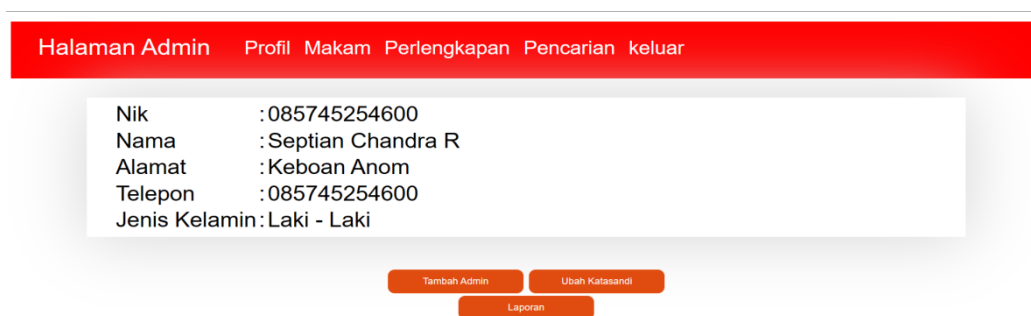 Halaman Admin Profil Makam Perlengkapan Pencarian keluar
Nik :085745254600
Nama :Septian Chandra R
Alamat :Keboan Anom
Telepon :085745254600
Jenis Kelamin:Laki - Laki
Tambah Admin Ubah Katasandi
Laporan